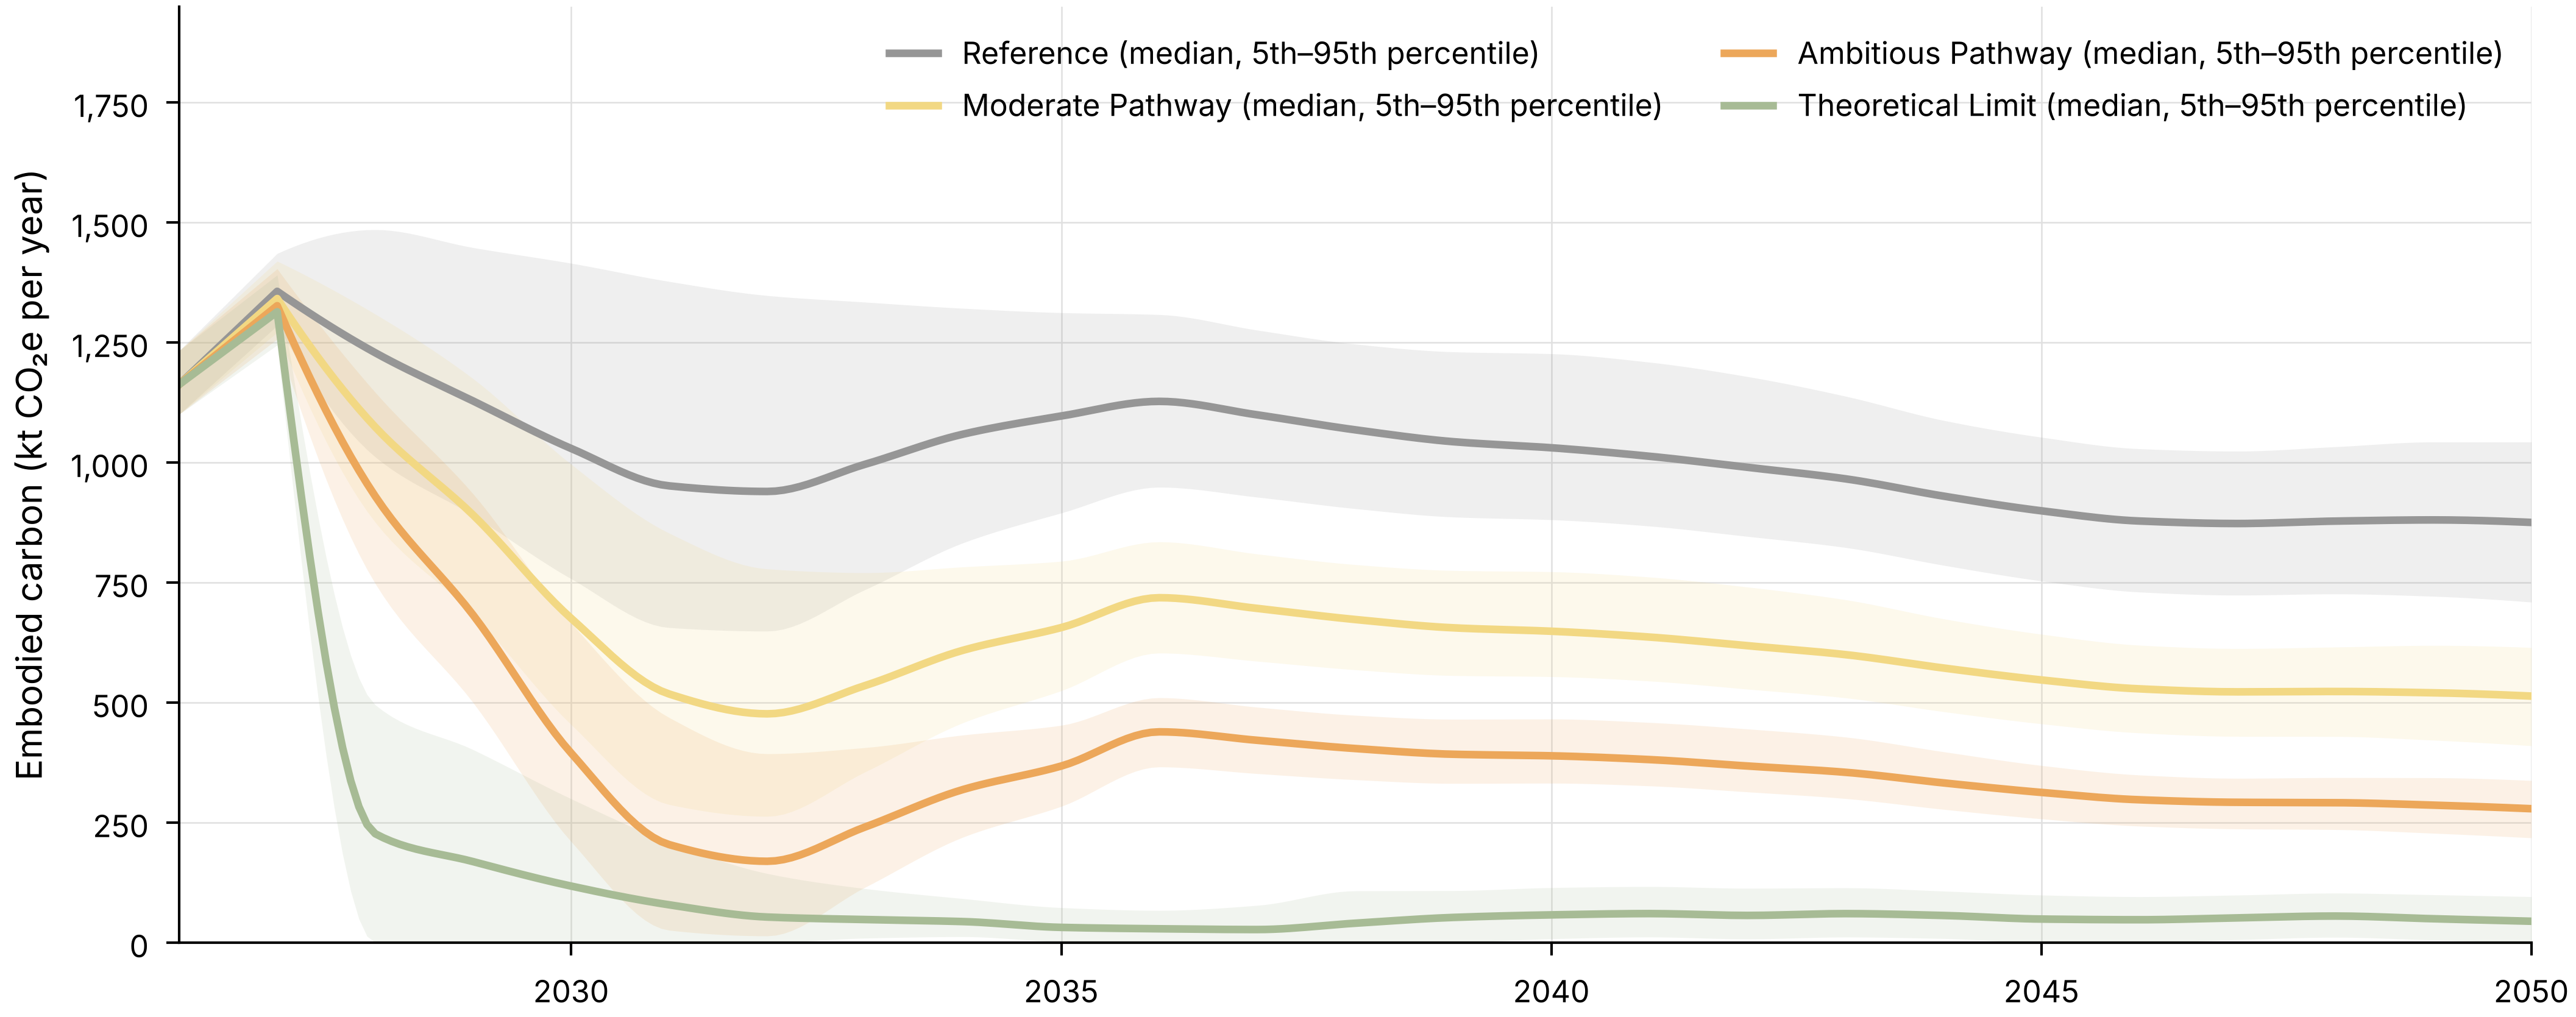 Embodied carbon (kt CO₂e per year)
Reference (median, 5th–95th percentile)
Moderate Pathway (median, 5th–95th percentile)
Ambitious Pathway (median, 5th–95th percentile)
Theoretical Limit (median, 5th–95th percentile)
1,750
1,500
1,250
1,000
750
500
250
0
2030 2035 2040 2045 2050